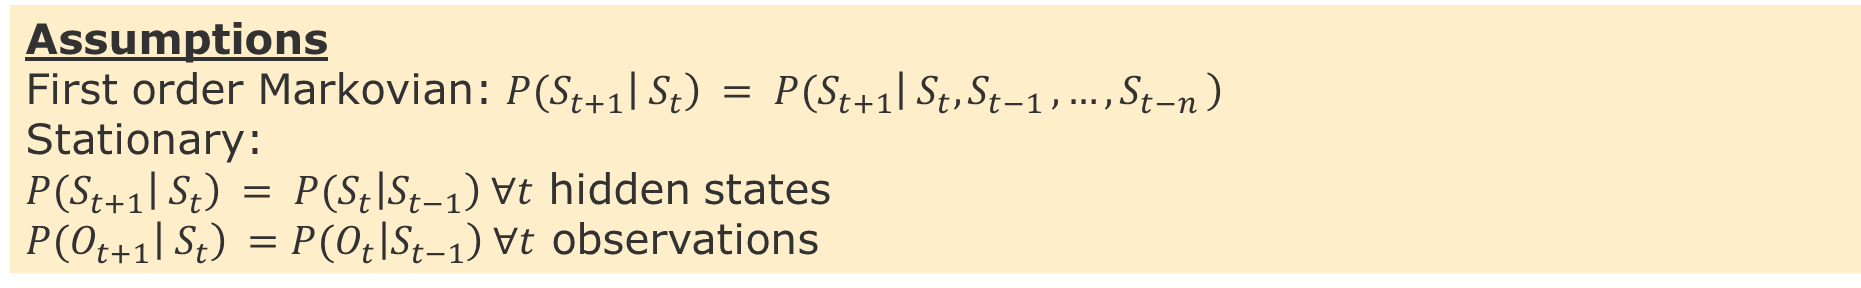 Assumptions
First order Markovian: P(S_{t+1}| S_t) = P(S_{t+1}| S_t, S_{t−1}, …, S_{t−n})
Stationary:
P(S_{t+1}| S_t) = P(S_t|S_{t−1}) ∀t hidden states
P(O_{t+1}| S_t) = P(O_t|S_{t−1}) ∀t observations